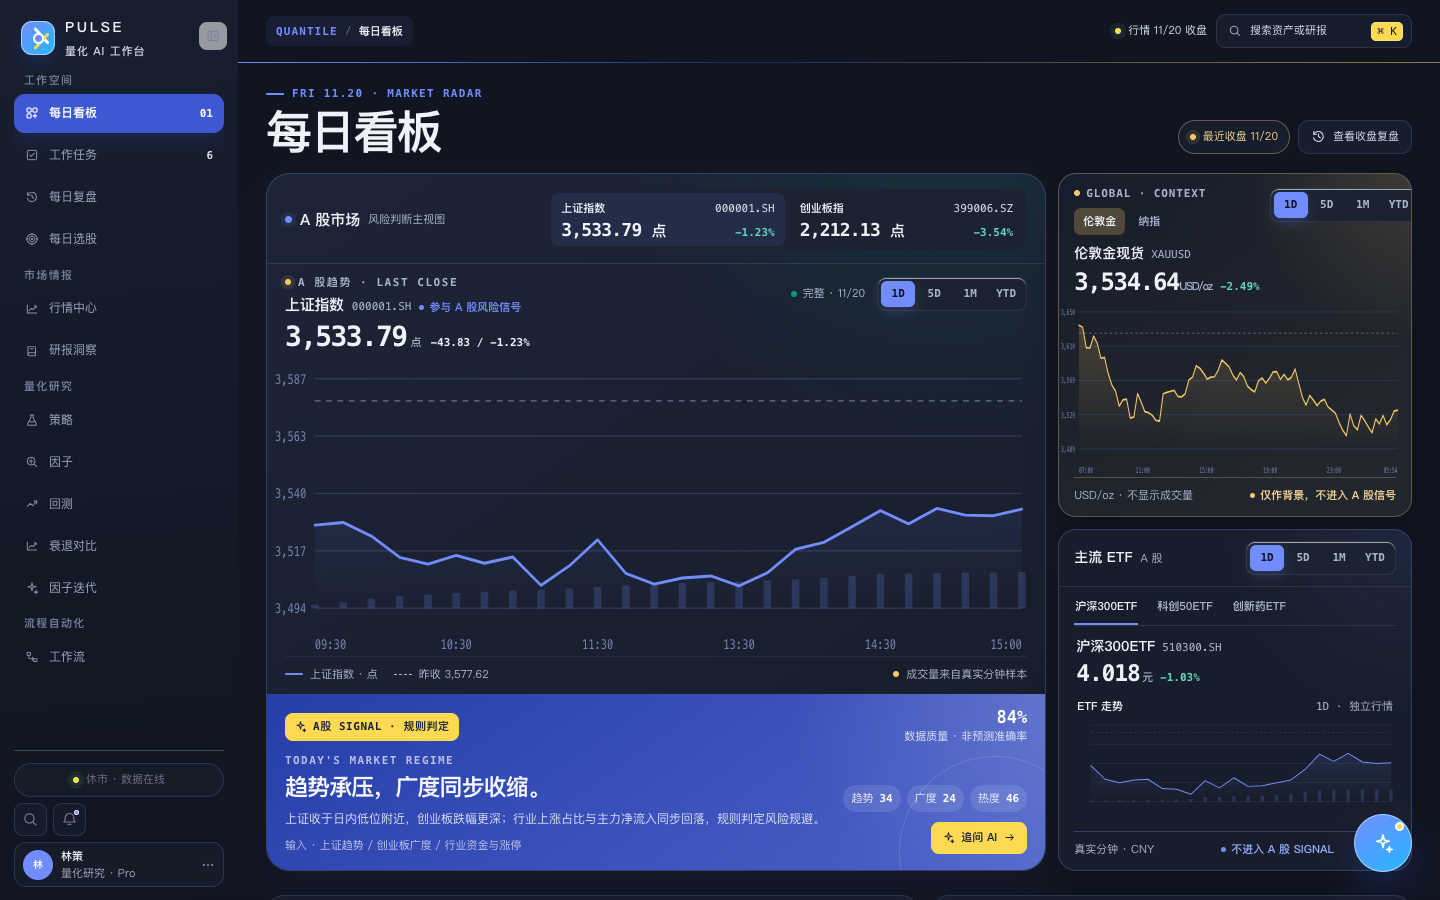 PULSE
量化 AI 工作台
工作空间
每日看板 01
工作任务 6
每日复盘
每日选股
市场情报
行情中心
研报洞察
量化研究
策略
因子
回测
衰退对比
因子迭代
流程自动化
工作流
休市 · 数据在线
林
林策
量化研究 · Pro
QUANTILE / 每日看板
行情 11/20 收盘
搜索资产或研报
⌘ K
FRI 11.20 · MARKET RADAR
每日看板
最近收盘 11/20
查看收盘复盘
A 股市场 风险判断主视图
上证指数 000001.SH
3,533.79 点 −1.23%
创业板指 399006.SZ
2,212.13 点 −3.54%
A 股趋势 · LAST CLOSE
上证指数 000001.SH 参与 A 股风险信号
3,533.79 点 −43.83 / −1.23%
完整 · 11/20
1D 5D 1M YTD
3,587
3,563
3,540
3,517
3,494
09:30 10:30 11:30 13:30 14:30 15:00
上证指数 · 点 昨收 3,577.62
成交量来自真实分钟样本
A股 SIGNAL · 规则判定
84%
数据质量 · 非预测准确率
TODAY'S MARKET REGIME
趋势承压，广度同步收缩。
上证收于日内低位附近，创业板跌幅更深；行业上涨占比与主力净流入同步回落，规则判定风险规避。
输入 · 上证趋势 / 创业板广度 / 行业资金与涨停
趋势 34
广度 24
热度 46
追问 AI →
GLOBAL · CONTEXT
1D 5D 1M YTD
伦敦金 纳指
伦敦金现货 XAUUSD
3,534.64 USD/oz −2.49%
3,650
3,610
3,569
3,529
3,489
07:00 11:00 15:00 19:00 23:00 05:54
USD/oz · 不显示成交量
仅作背景，不进入 A 股信号
主流 ETF A 股
1D 5D 1M YTD
沪深300ETF 科创50ETF 创新药ETF
沪深300ETF 510300.SH
4.018 元 −1.03%
ETF 走势 1D · 独立行情
真实分钟 · CNY
不进入 A 股 SIGNAL